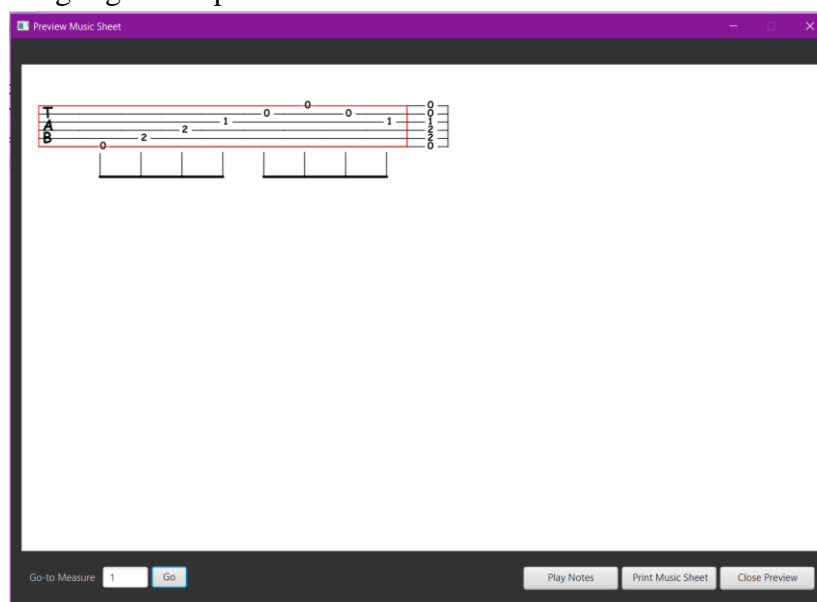 Preview Music Sheet
0 0
T 0 0 0
1 1 1
A 2 2
B 2 2
0 0
Go-to Measure 1 Go Play Notes Print Music Sheet Close Preview